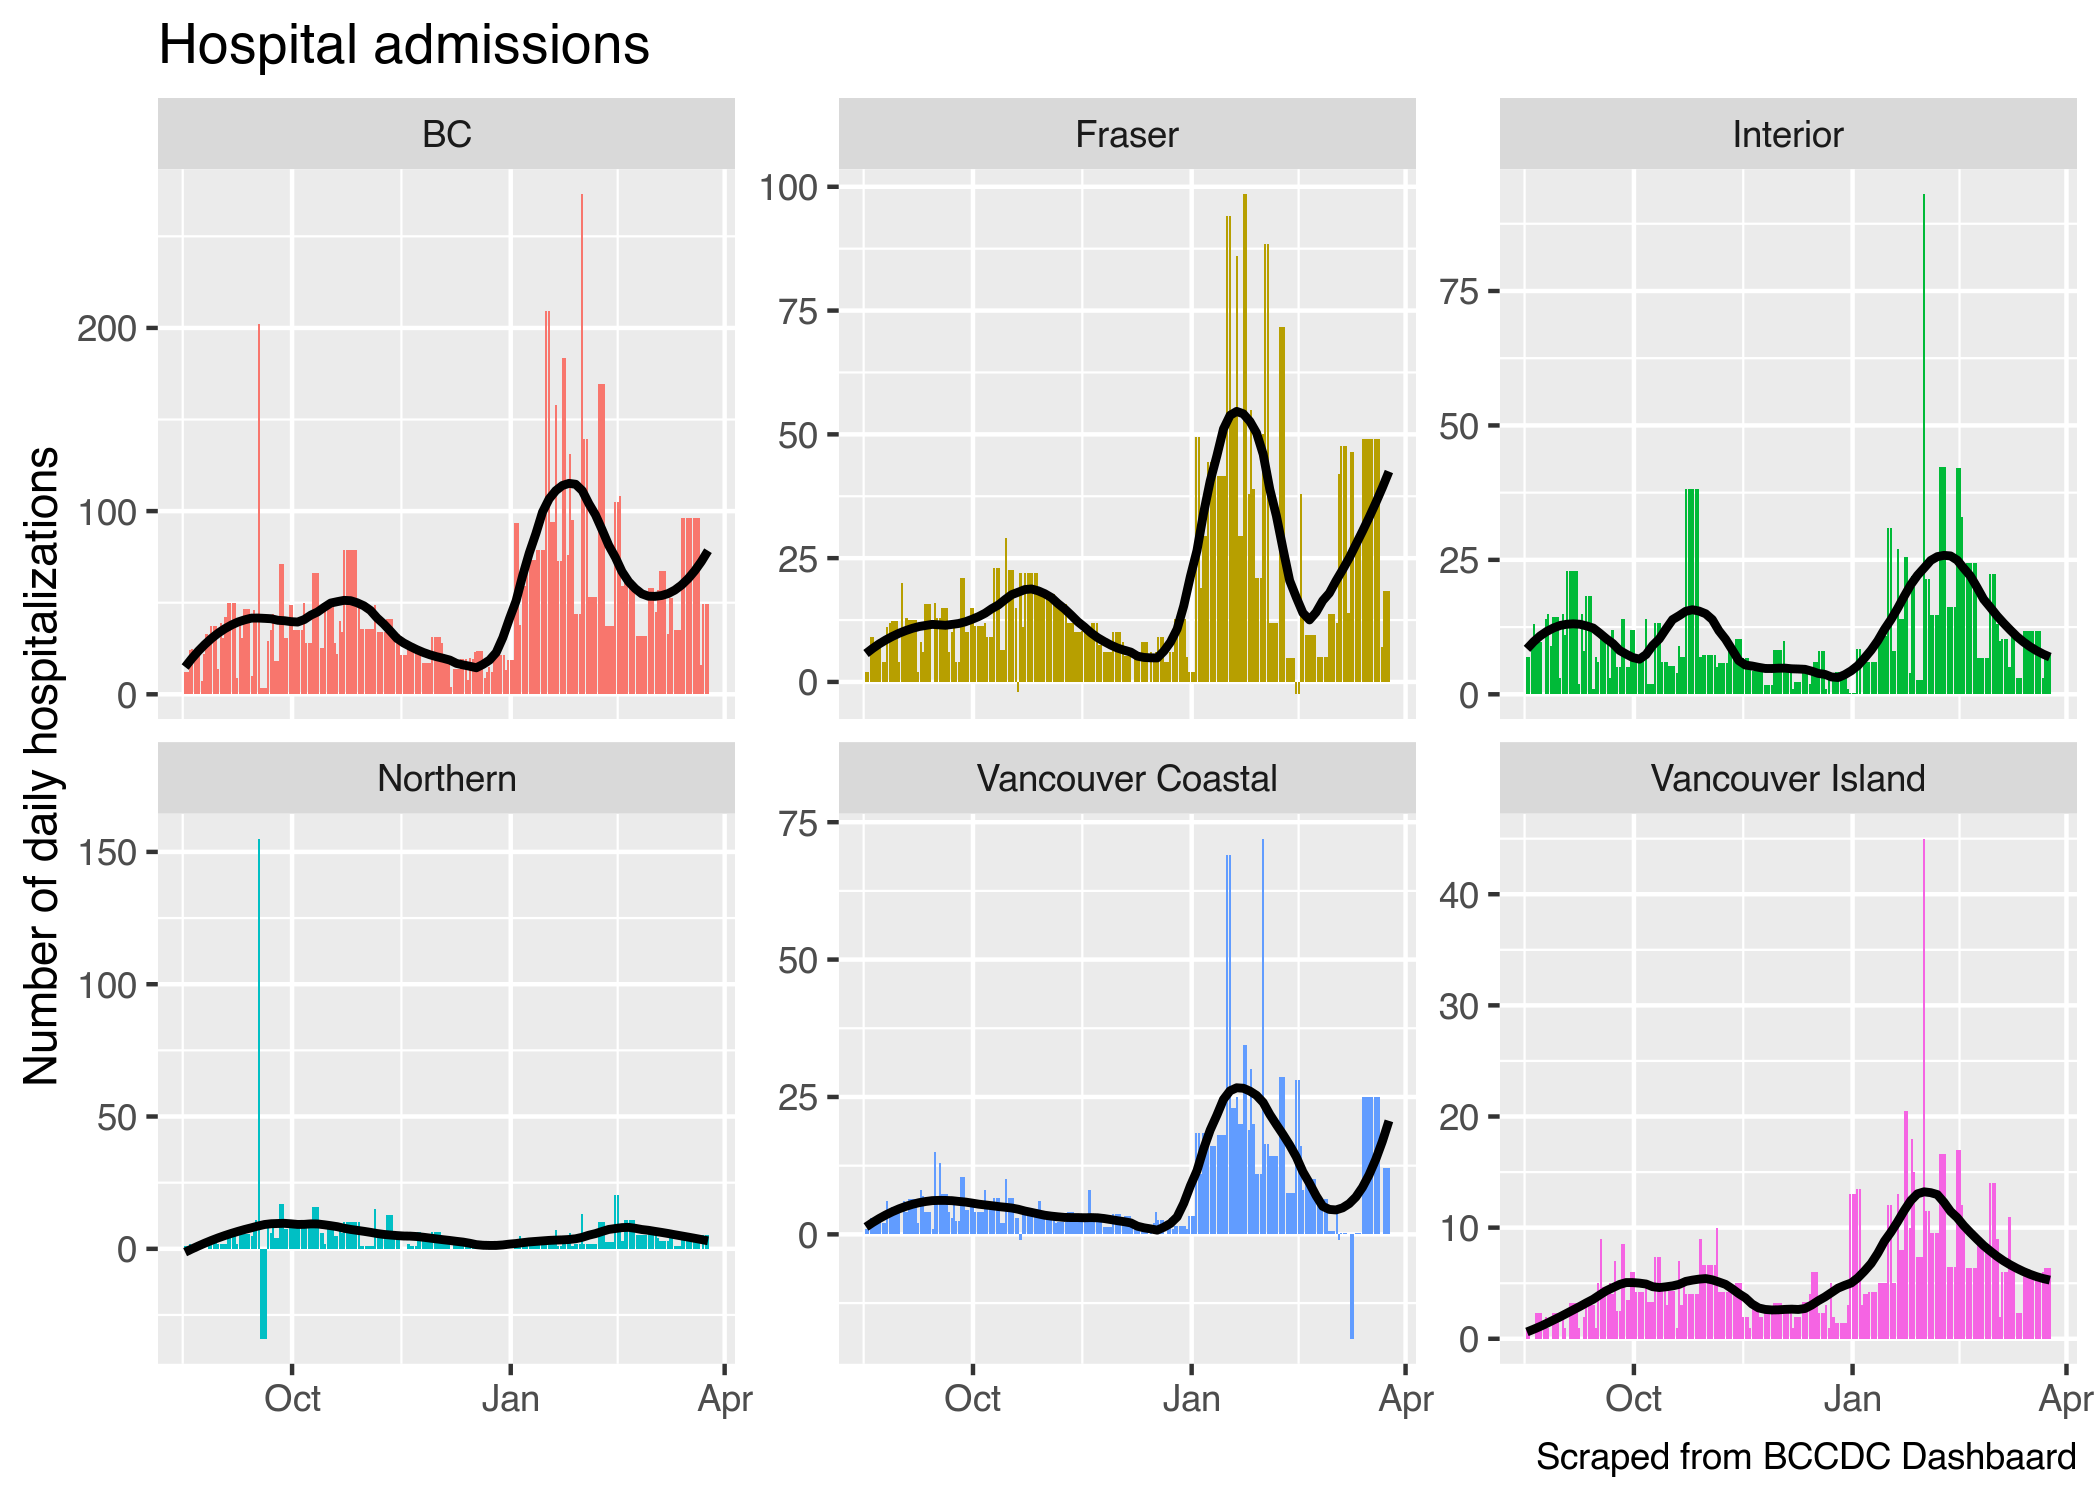 Hospital admissions
BC
Fraser
Interior
200
100
0
100
75
50
25
0
75
50
25
0
Number of daily hospitalizations
Northern
Vancouver Coastal
Vancouver Island
150
100
50
0
75
50
25
0
40
30
20
10
0
Oct
Jan
Apr
Oct
Jan
Apr
Oct
Jan
Apr
Scraped from BCCDC Dashbaard